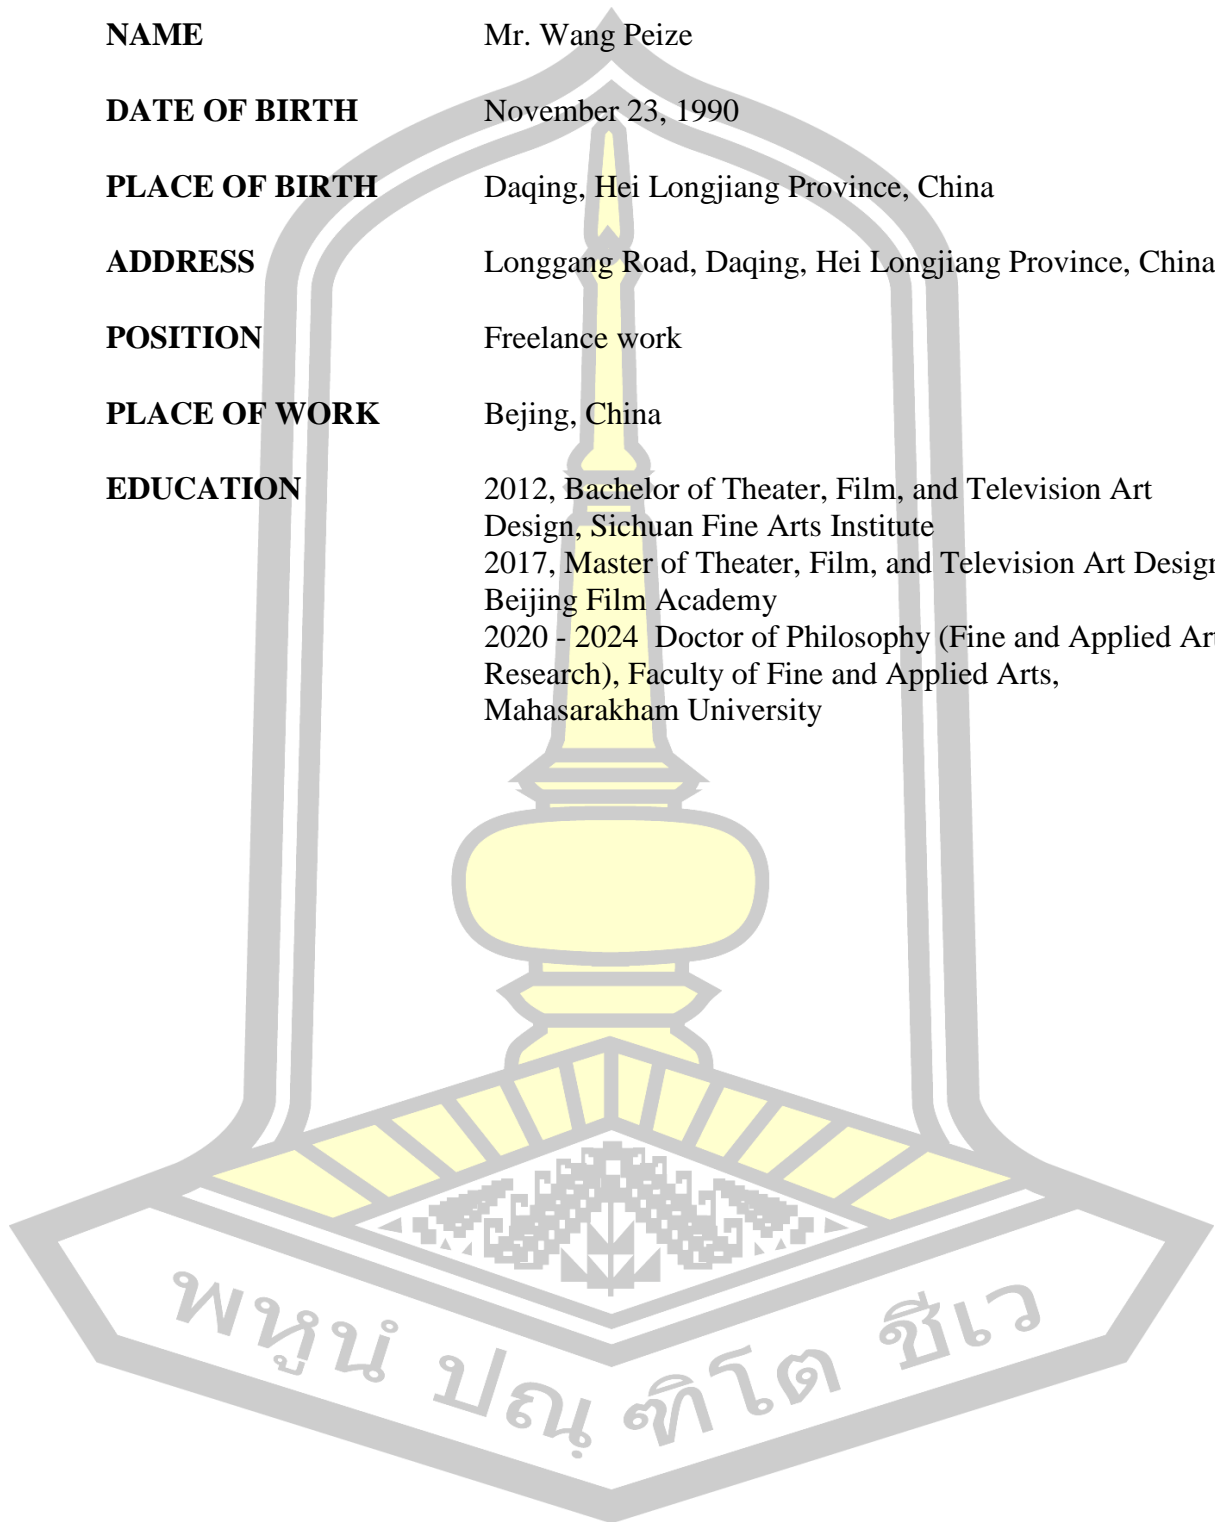 NAME Mr. Wang Peize
DATE OF BIRTH November 23, 1990
PLACE OF BIRTH Daqing, Hei Longjiang Province, China
ADDRESS Longgang Road, Daqing, Hei Longjiang Province, China
POSITION Freelance work
PLACE OF WORK Bejing, China
EDUCATION 2012, Bachelor of Theater, Film, and Television Art
Design, Sichuan Fine Arts Institute
2017, Master of Theater, Film, and Television Art Design
Beijing Film Academy
2020 - 2024 Doctor of Philosophy (Fine and Applied Art
Research), Faculty of Fine and Applied Arts,
Mahasarakham University
พหูนํ ปณฺ ฑิโต ชีเว